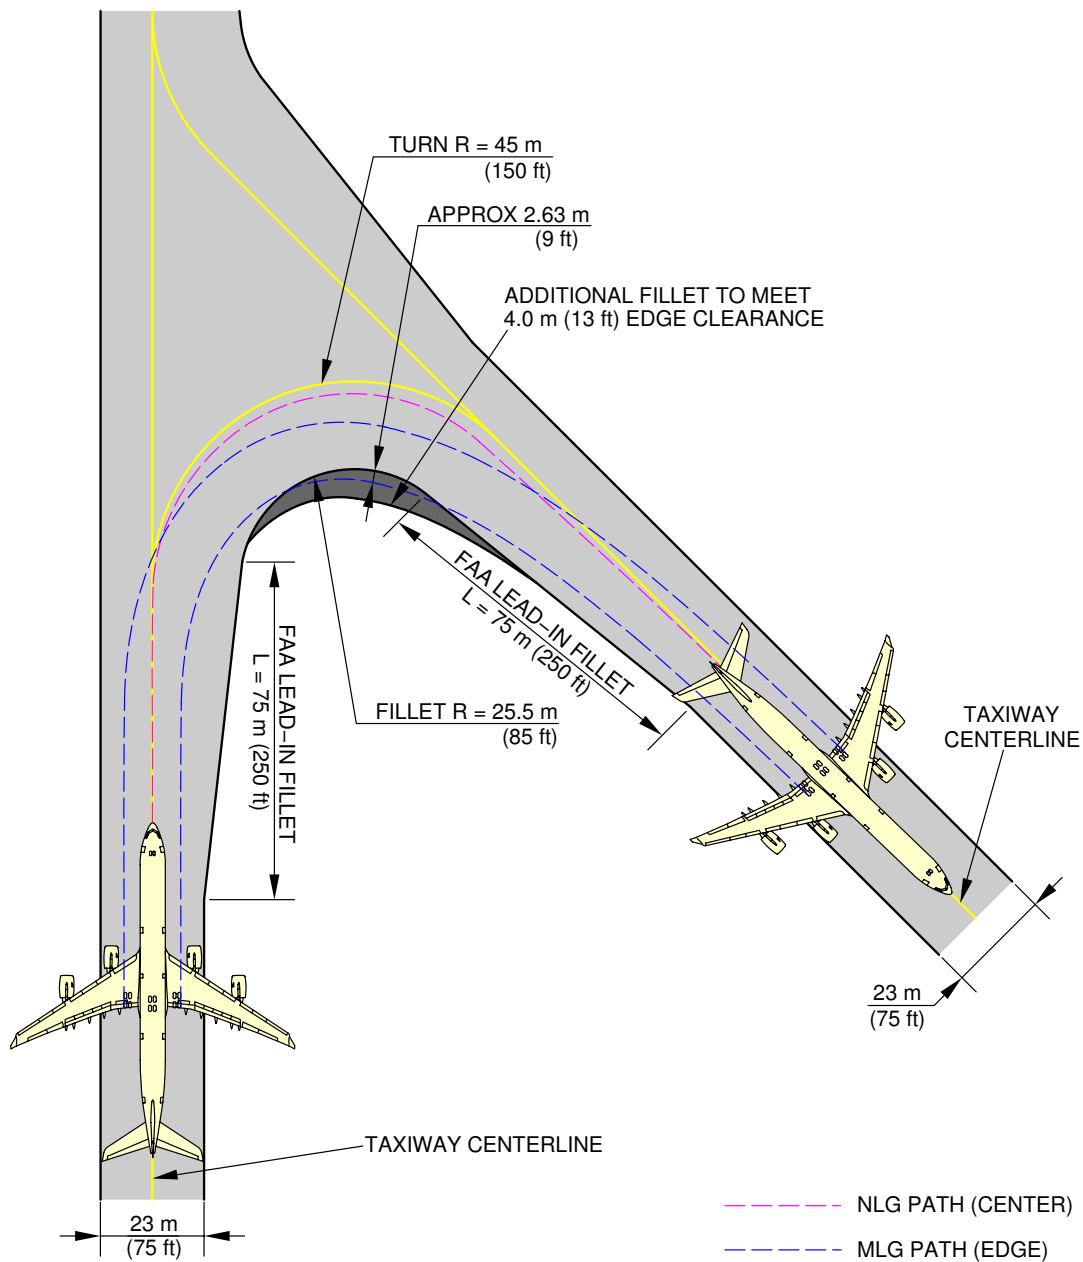 TURN R = 45 m
(150 ft)
APPROX 2.63 m
(9 ft)
ADDITIONAL FILLET TO MEET
4.0 m (13 ft) EDGE CLEARANCE
FAA LEAD–IN FILLET
L = 75 m (250 ft)
FAA LEAD–IN FILLET
L = 75 m (250 ft)
FILLET R = 25.5 m
(85 ft)
TAXIWAY
CENTERLINE
23 m
(75 ft)
TAXIWAY CENTERLINE
23 m
(75 ft)
NLG PATH (CENTER)
MLG PATH (EDGE)